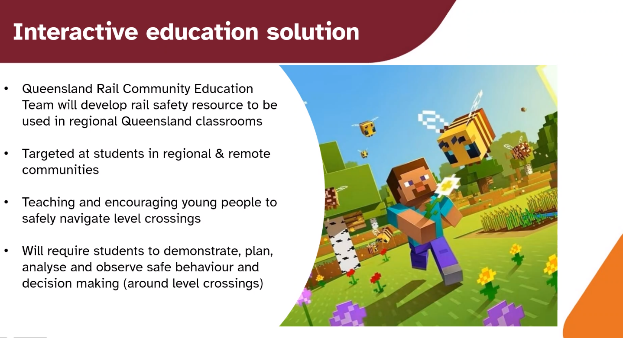 Interactive education solution
• Queensland Rail Community Education
Team will develop rail safety resource to be
used in regional Queensland classrooms
• Targeted at students in regional & remote
communities
• Teaching and encouraging young people to
safely navigate level crossings
• Will require students to demonstrate, plan,
analyse and observe safe behaviour and
decision making (around level crossings)